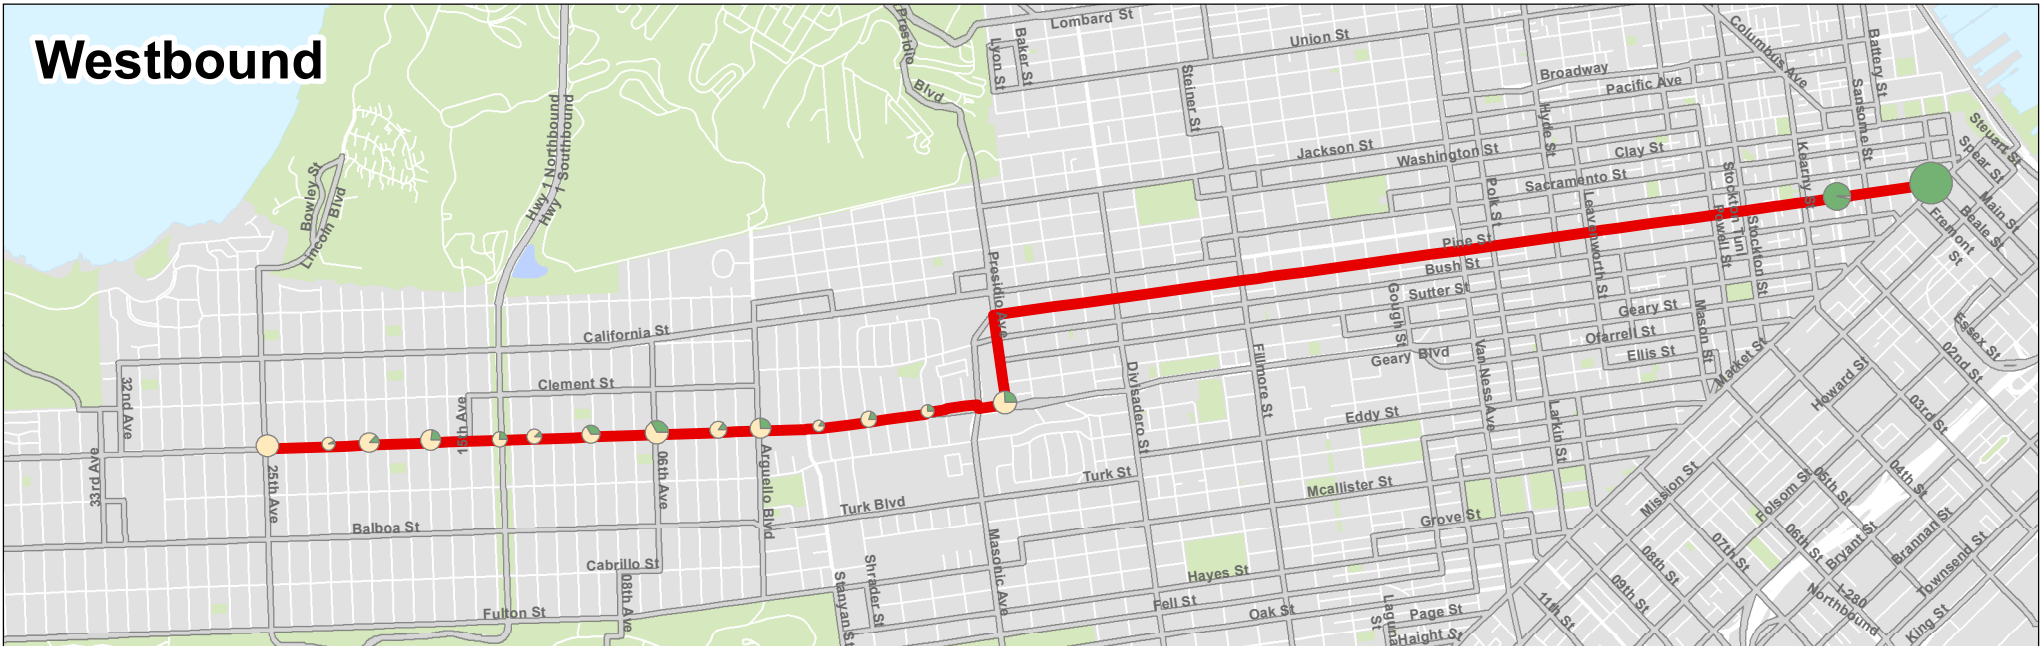 Westbound
Lombard St
Union St
Columbus Ave
Battery St
Presidio
Blvd
Lyon St
Baker St
Steiner St
Broadway
Pacific Ave
Sansome St
Hyde St
Steuart St
Spear St
Jackson St
Washington St
Clay St
Kearny St
Hwy 1 Northbound
Hwy 1 Southbound
Bowley St
Lincoln Blvd
Sacramento St
Polk St
Leavenworth St
Stockton Tunl
Powell St
Stockton St
Main St
Beale St
Fremont
St
Pine St
Bush St
Sutter St
Presidio Ave
Gough St
Geary St
Ofarrell St
Ellis St
Mason St
Market St
Essex St
02nd St
California St
Geary Blvd
Van Ness Ave
Fillmore St
Divisadero St
Clement St
32nd Ave
15th Ave
Howard St
03rd St
Eddy St
Larkin St
33rd Ave
25th Ave
06th Ave
Arguello Blvd
Turk St
Mcallister St
Mission St
Folsom St
05th St
04th St
Turk Blvd
Balboa St
Grove St
06th St
Bryant St
Brannan St
Townsend St
07th St
08th St
09th St
11th St
I-280
Northbound
King St
Masonic Ave
Cabrillo St
08th Ave
Fulton St
Stanyan St
Shrader St
Hayes St
Fell St
Oak St
Laguna
St
Page St
Haight St